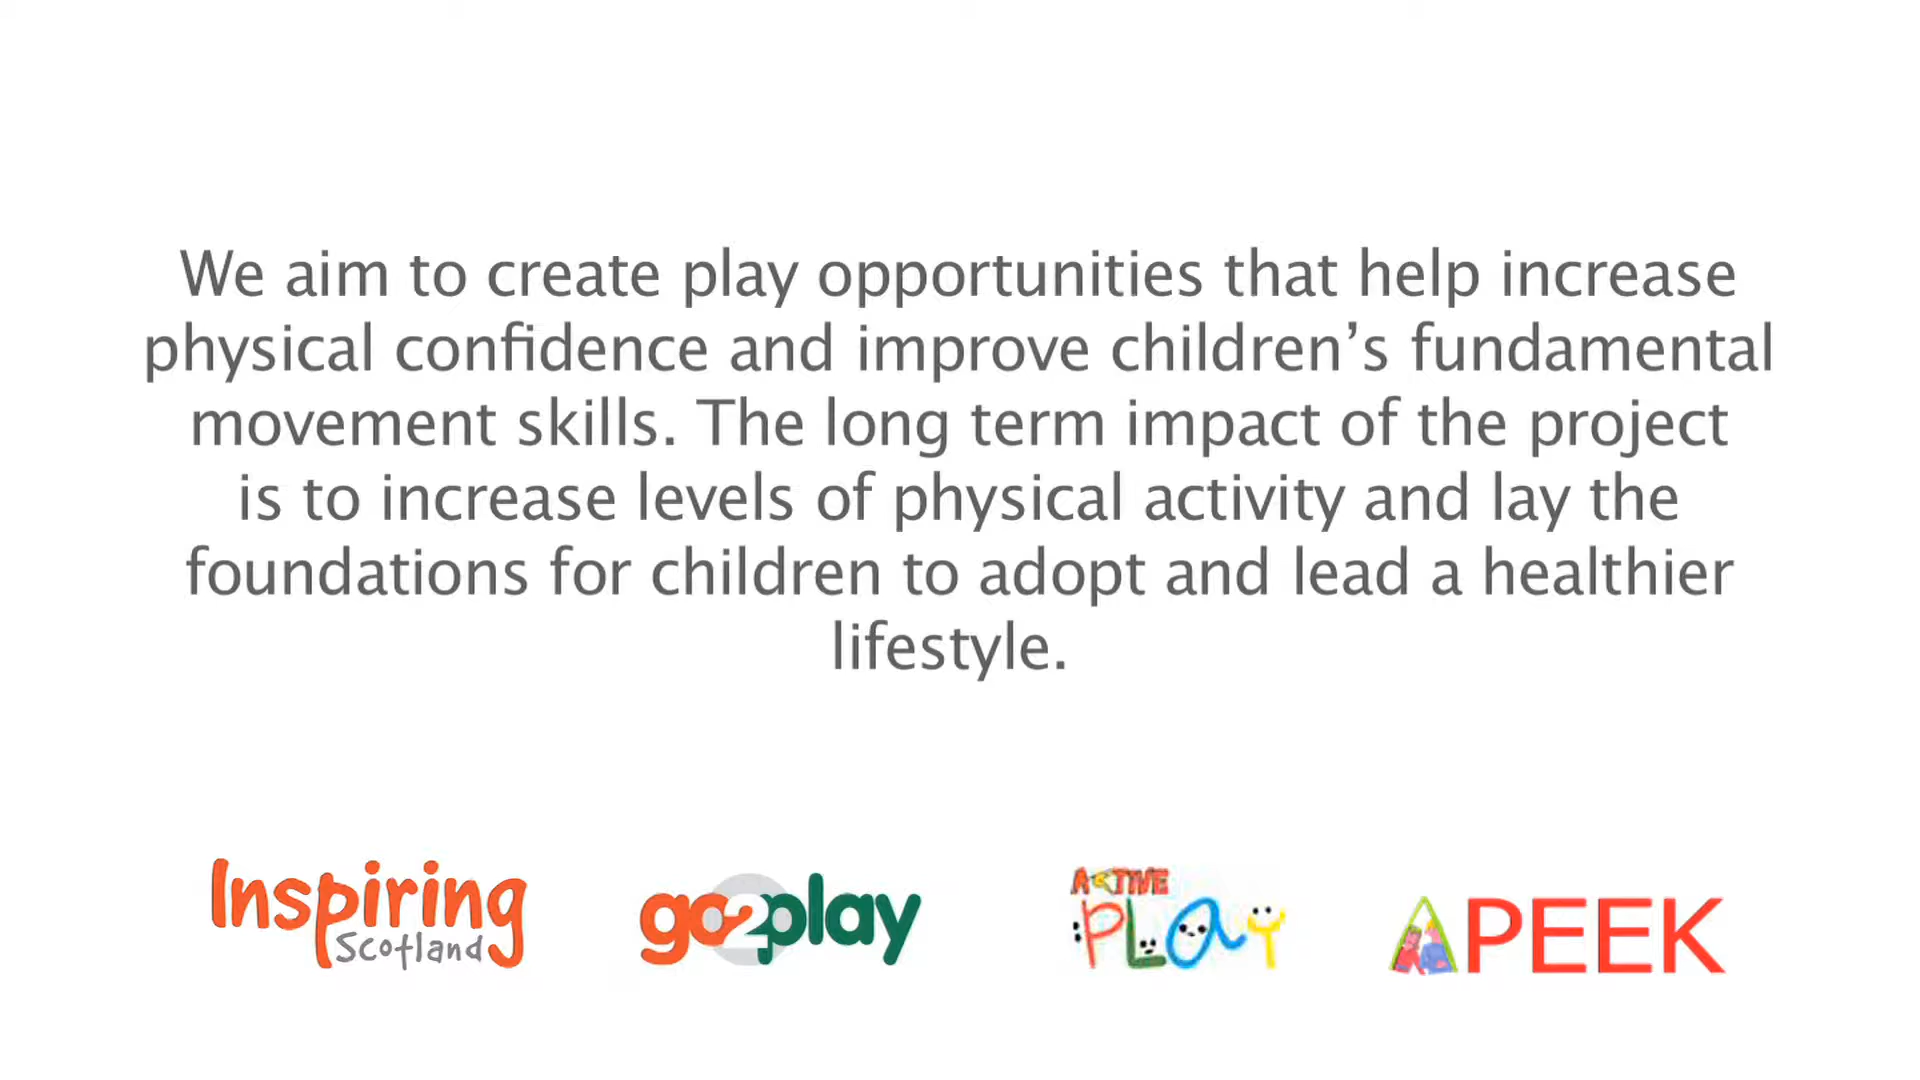 We aim to create play opportunities that help increase
physical confidence and improve children’s fundamental
movement skills. The long term impact of the project
is to increase levels of physical activity and lay the
foundations for children to adopt and lead a healthier
lifestyle.
Inspiring
Scotland
go2play
ACTIVE
PLAY
PEEK